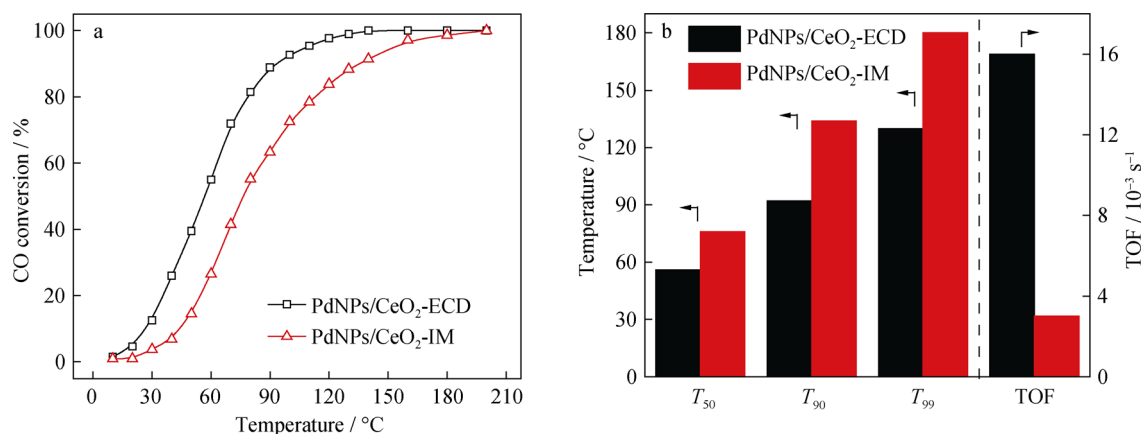 a
100
80
60
40
20
0
CO conversion / %
PdNPs/CeO₂-ECD
PdNPs/CeO₂-IM
0 30 60 90 120 150 180 210
Temperature / °C
b
PdNPs/CeO₂-ECD
PdNPs/CeO₂-IM
180
150
120
90
60
30
0
Temperature / °C
16
12
8
4
0
TOF / 10⁻³ s⁻¹
T₅₀ T₉₀ T₉₉ TOF